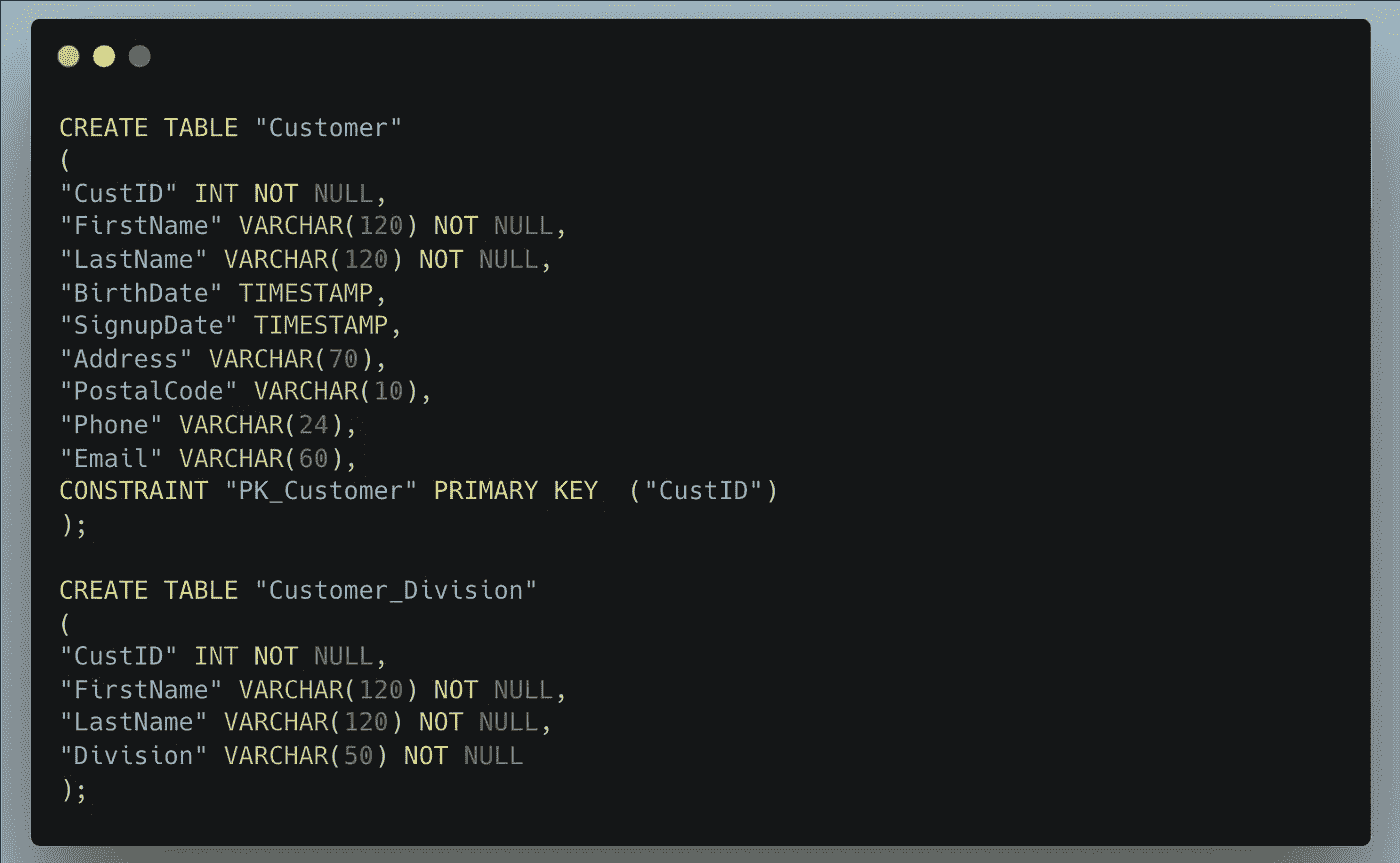 CREATE TABLE "Customer"
(
"CustID" INT NOT NULL,
"FirstName" VARCHAR(120) NOT NULL,
"LastName" VARCHAR(120) NOT NULL,
"BirthDate" TIMESTAMP,
"SignupDate" TIMESTAMP,
"Address" VARCHAR(70),
"PostalCode" VARCHAR(10),
"Phone" VARCHAR(24),
"Email" VARCHAR(60),
CONSTRAINT "PK_Customer" PRIMARY KEY  ("CustID")
);
CREATE TABLE "Customer_Division"
(
"CustID" INT NOT NULL,
"FirstName" VARCHAR(120) NOT NULL,
"LastName" VARCHAR(120) NOT NULL,
"Division" VARCHAR(50) NOT NULL
);